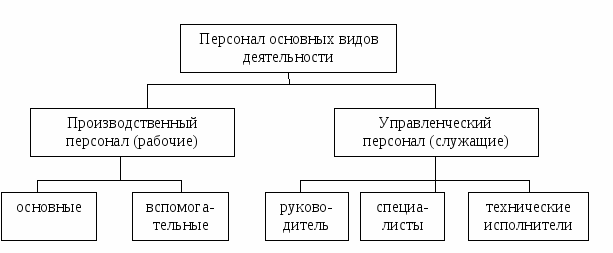 Персонал основных видов
деятельности
Производственный
персонал (рабочие)
Управленческий
персонал (служащие)
основные
вспомога-
тельные
руково-
дитель
специа-
листы
технические
исполнители